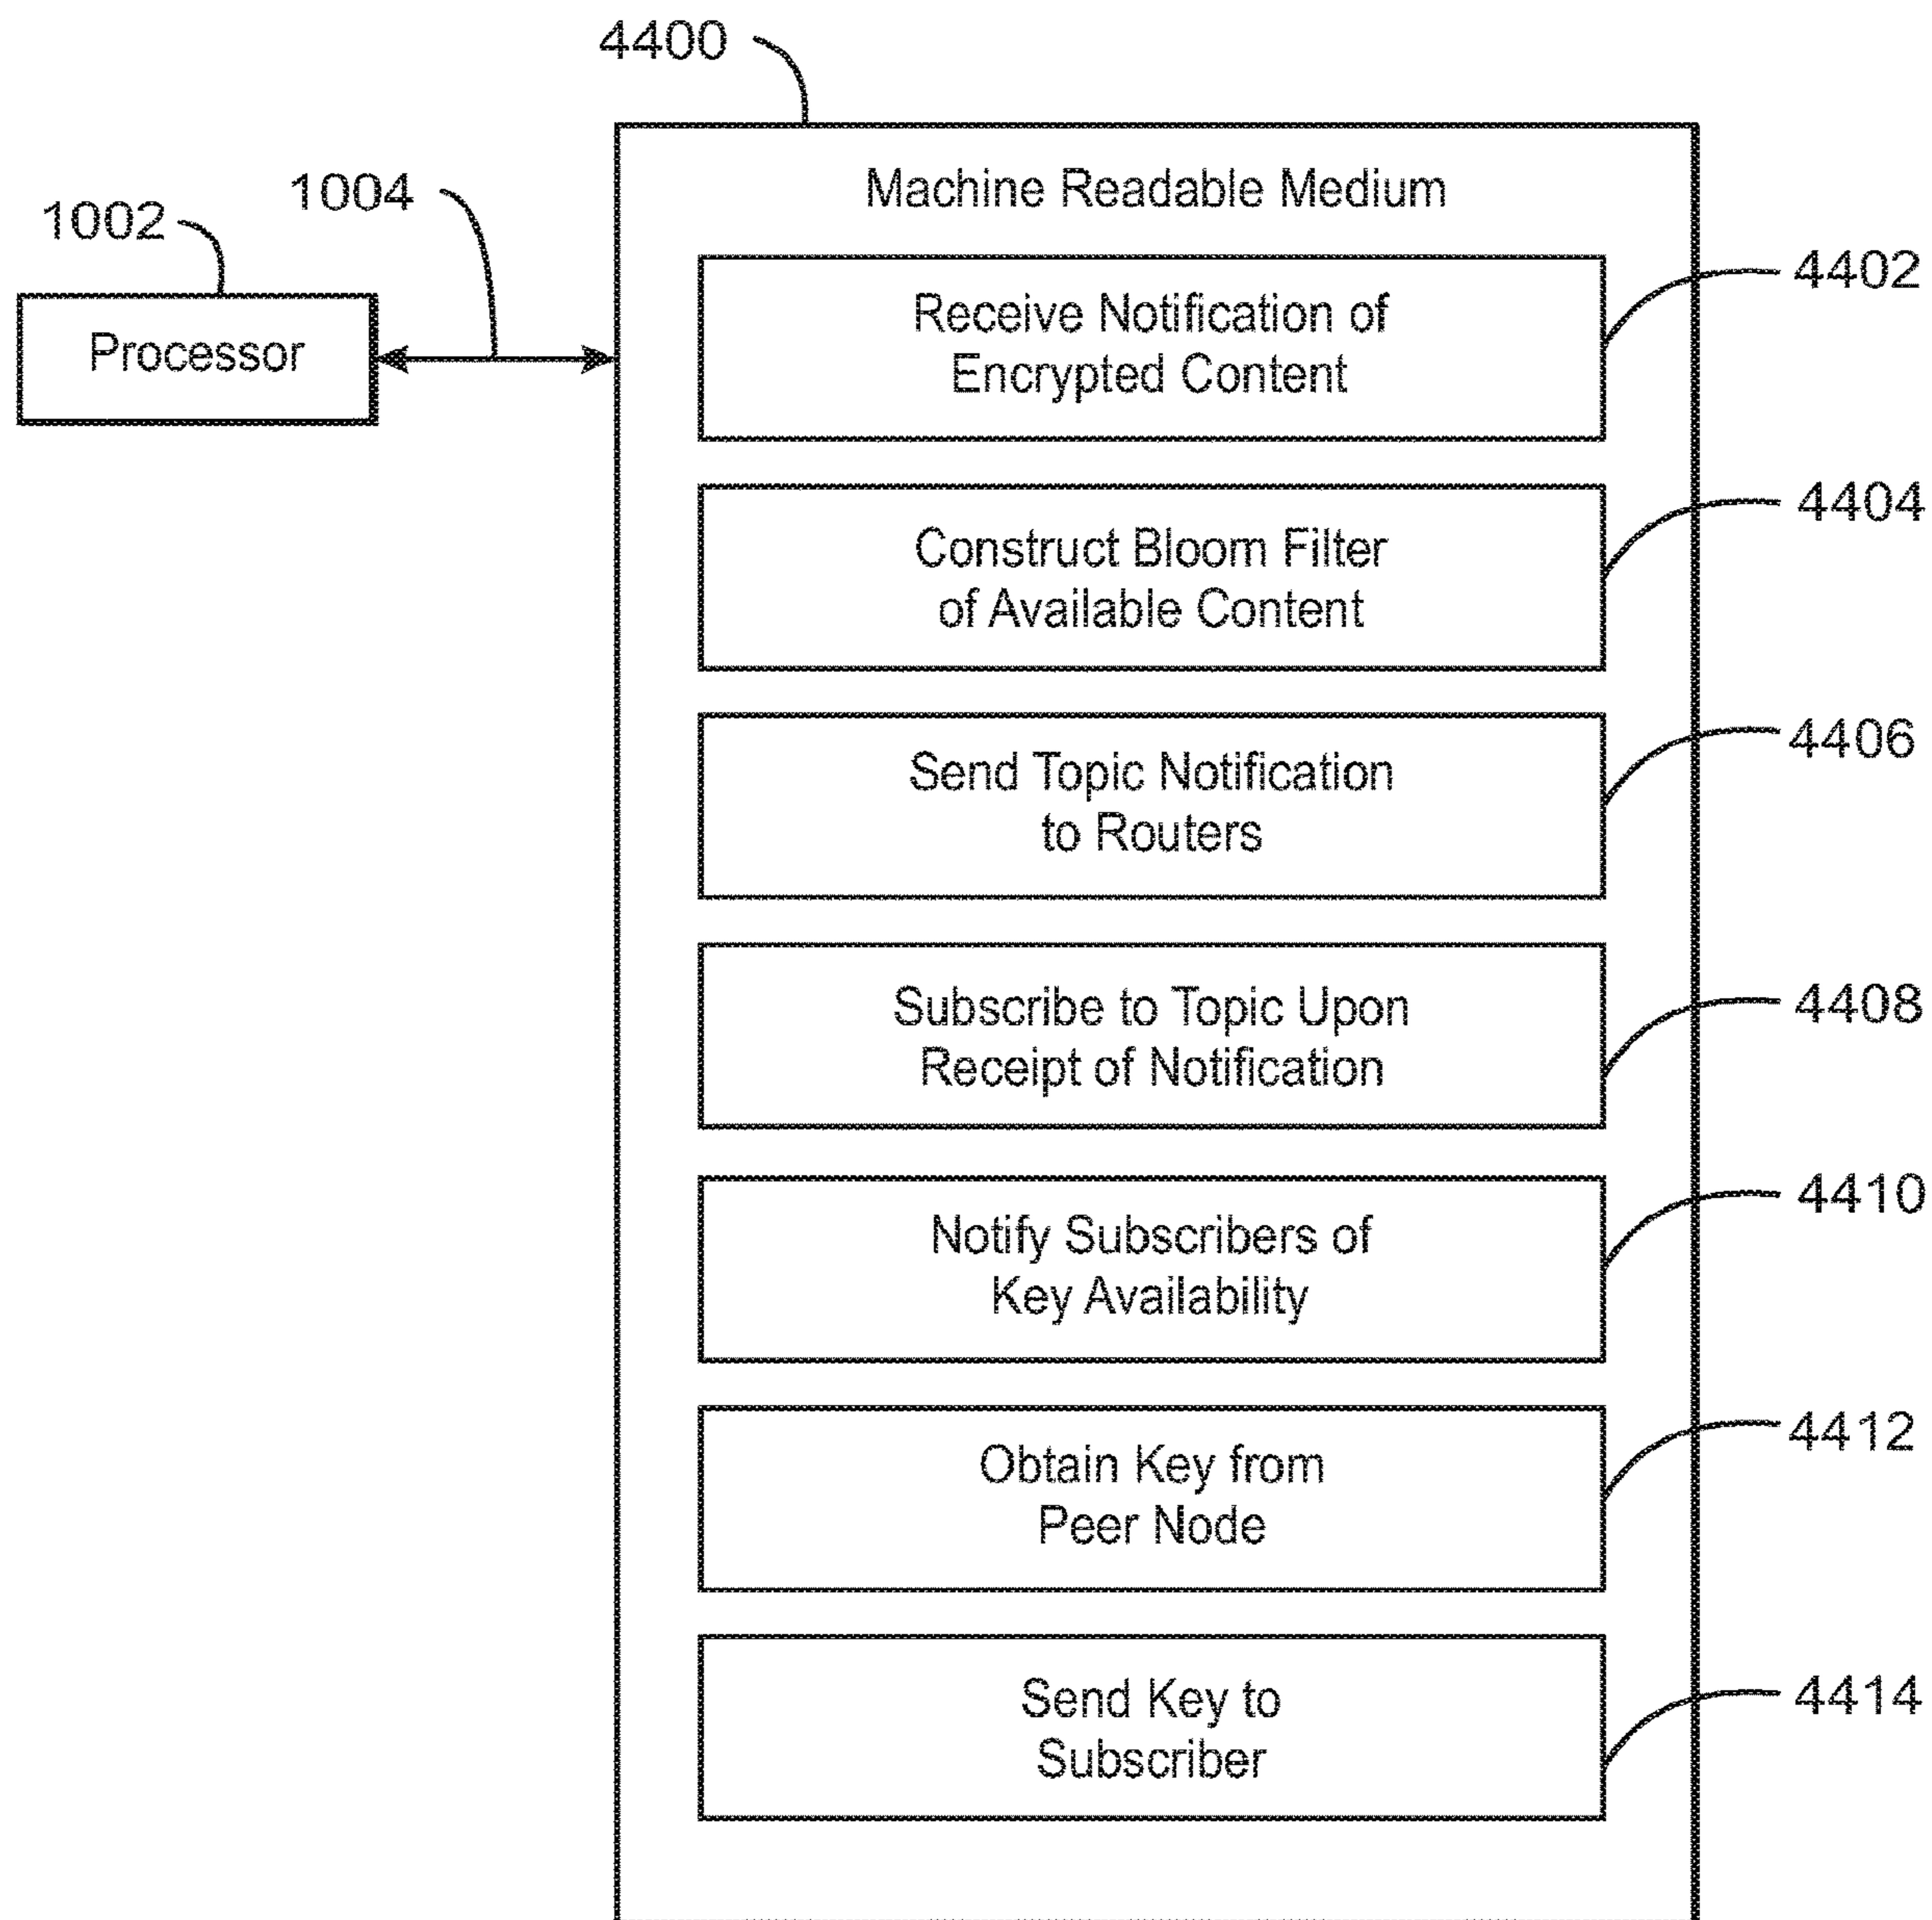 4400
Machine Readable Medium
1004
1002
Processor
Receive Notification of
Encrypted Content
4402
Construct Bloom Filter
of Available Content
4404
Send Topic Notification
to Routers
4406
Subscribe to Topic Upon
Receipt of Notification
4408
Notify Subscribers of
Key Availability
4410
Obtain Key from
Peer Node
4412
Send Key to
Subscriber
4414